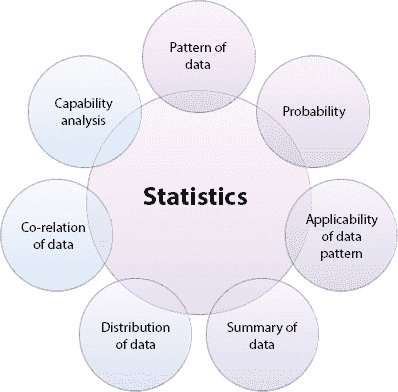 Pattern of
data
Probability
Applicability
of data
pattern
Summary of
data
Distribution
of data
Co-relation
of data
Capability
analysis
Statistics